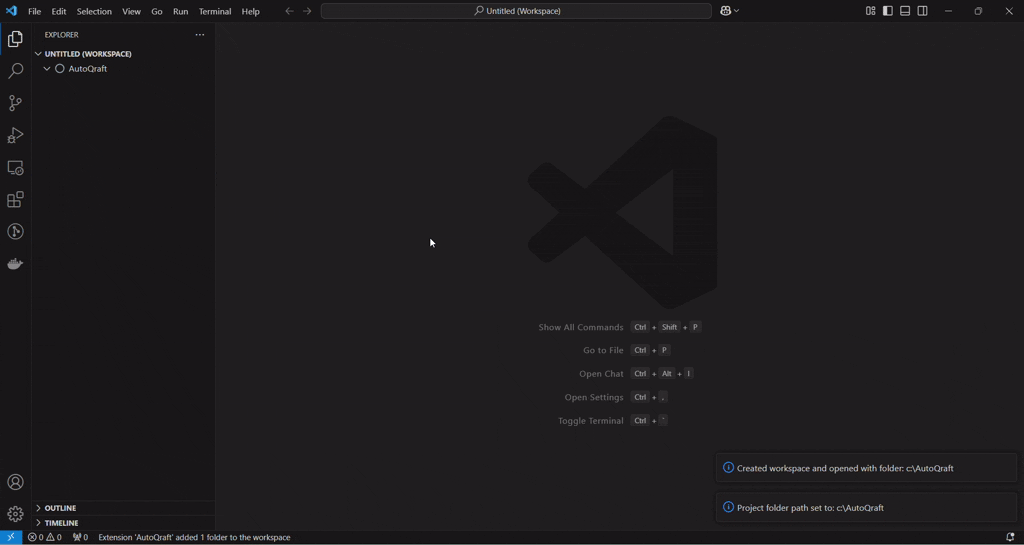 File Edit Selection View Go Run Terminal Help
Untitled (Workspace)
EXPLORER
UNTITLED (WORKSPACE)
AutoQraft
Show All Commands Ctrl + Shift + P
Go to File Ctrl + P
Open Chat Ctrl + Alt + I
Open Settings Ctrl + ,
Toggle Terminal Ctrl + `
Created workspace and opened with folder: c:\AutoQraft
Project folder path set to: c:\AutoQraft
OUTLINE
TIMELINE
0 0 0 Extension 'AutoQraft' added 1 folder to the workspace